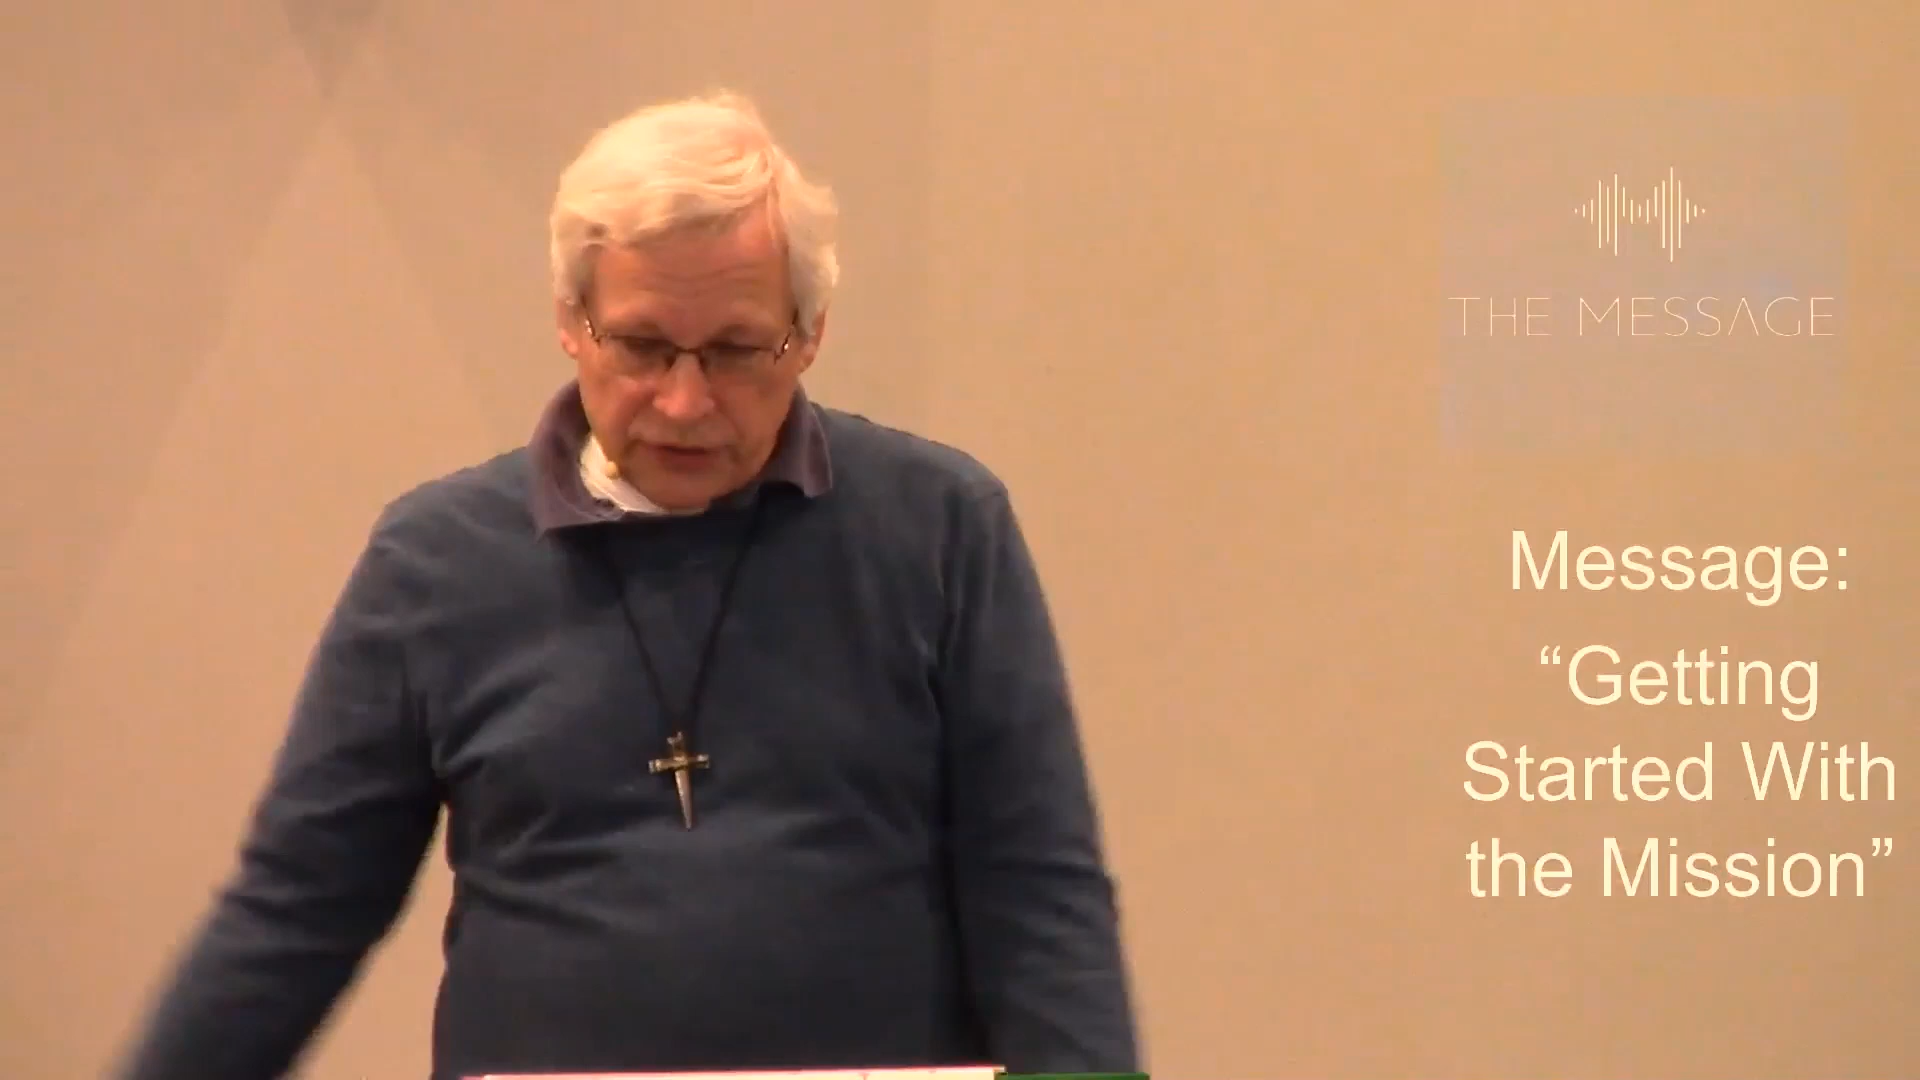 THE MESSAGE
Message:
“Getting
Started With
the Mission”